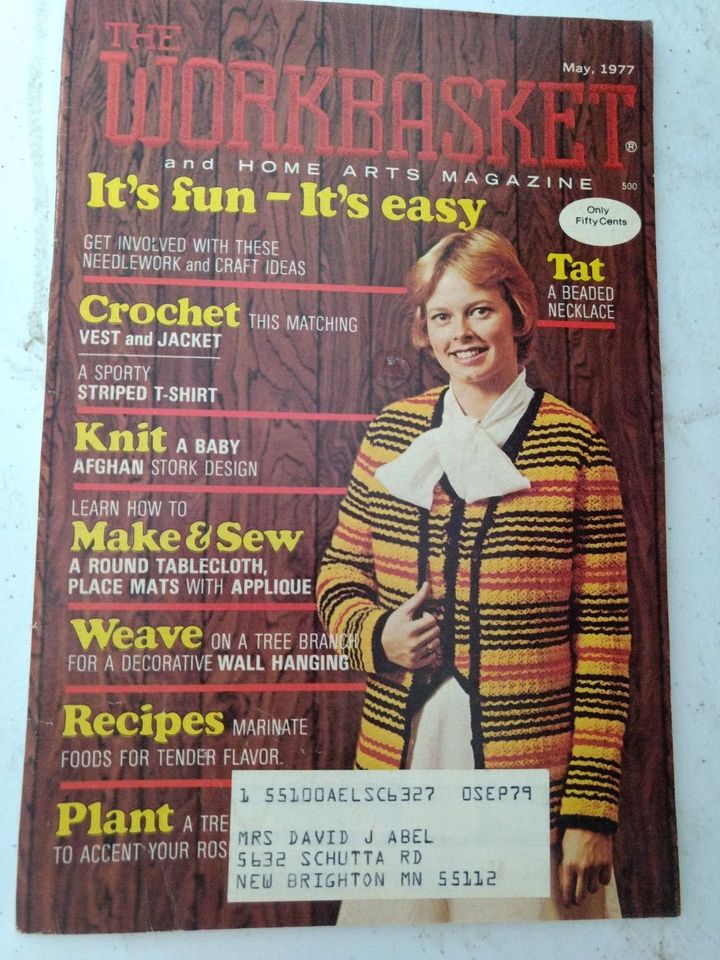 THE
WORKBASKET®
May, 1977
and HOME ARTS MAGAZINE
500
It's fun – It's easy
Only
Fifty Cents
GET INVOLVED WITH THESE
NEEDLEWORK and CRAFT IDEAS
Tat
A BEADED
NECKLACE
Crochet THIS MATCHING
VEST and JACKET
A SPORTY
STRIPED T-SHIRT
Knit A BABY
AFGHAN STORK DESIGN
LEARN HOW TO
Make & Sew
A ROUND TABLECLOTH,
PLACE MATS WITH APPLIQUE
Weave ON A TREE BRANCH
FOR A DECORATIVE WALL HANGING
Recipes MARINATE
FOODS FOR TENDER FLAVOR.
Plant A TRE
TO ACCENT YOUR ROS
1 55100AELSC6327 0SEP79
MRS DAVID J ABEL
5632 SCHUTTA RD
NEW BRIGHTON MN 55112